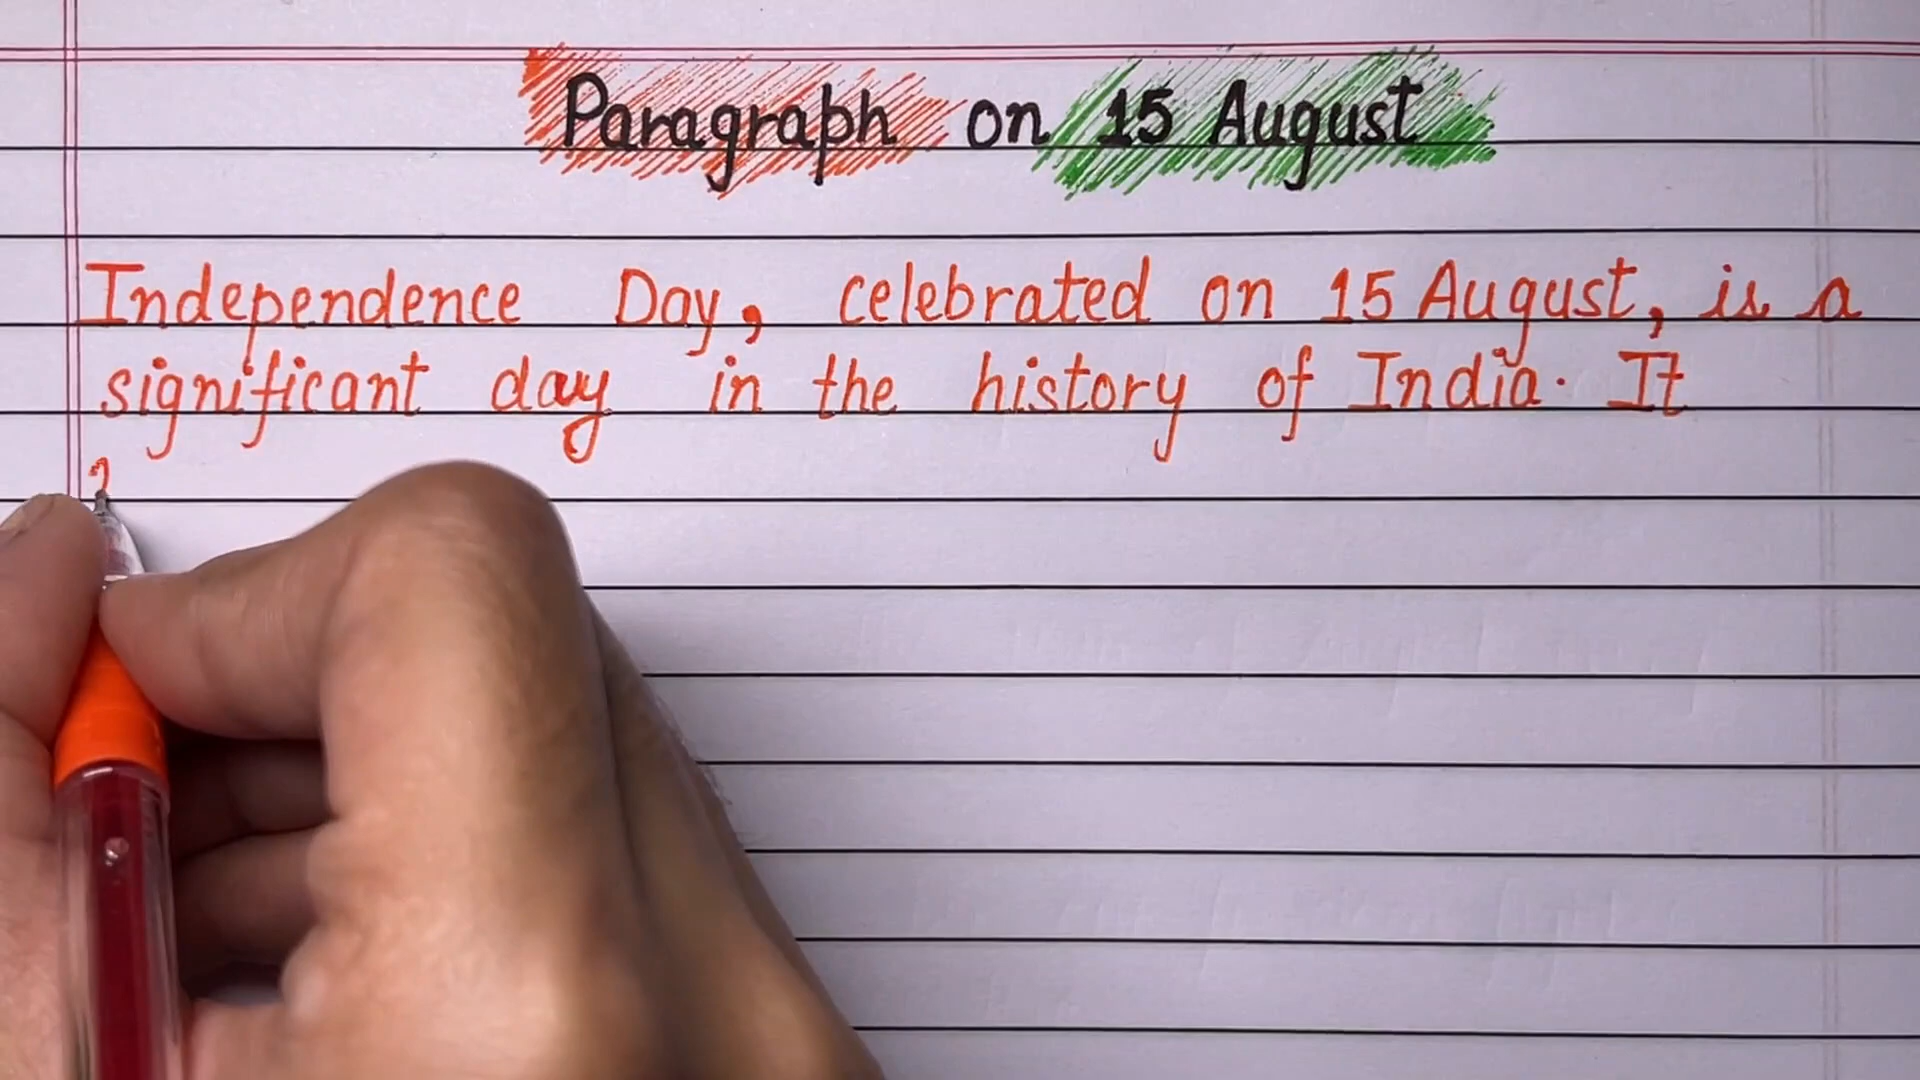 Paragraph on 15 August
Independence Day, celebrated on 15 August, is a
significant day in the history of India. It